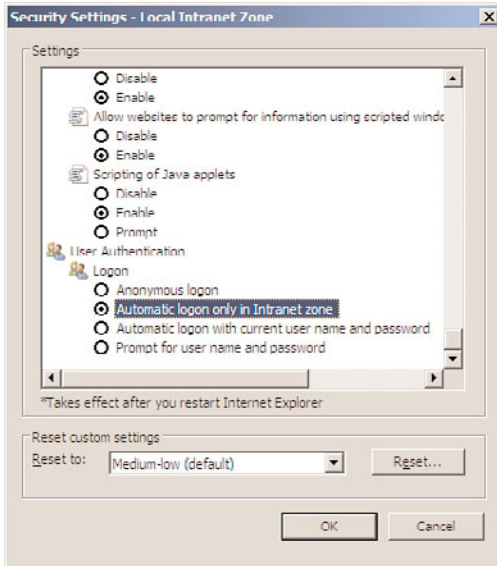 Security Settings - Local Intranet Zone
Settings
Disable
Enable
Allow websites to prompt for information using scripted windc
Disable
Enable
Scripting of Java applets
Disable
Enable
Prompt
User Authentication
Logon
Anonymous logon
Automatic logon only in Intranet zone
Automatic logon with current user name and password
Prompt for user name and password
*Takes effect after you restart Internet Explorer
Reset custom settings
Reset to: Medium-low (default) Reset...
OK Cancel